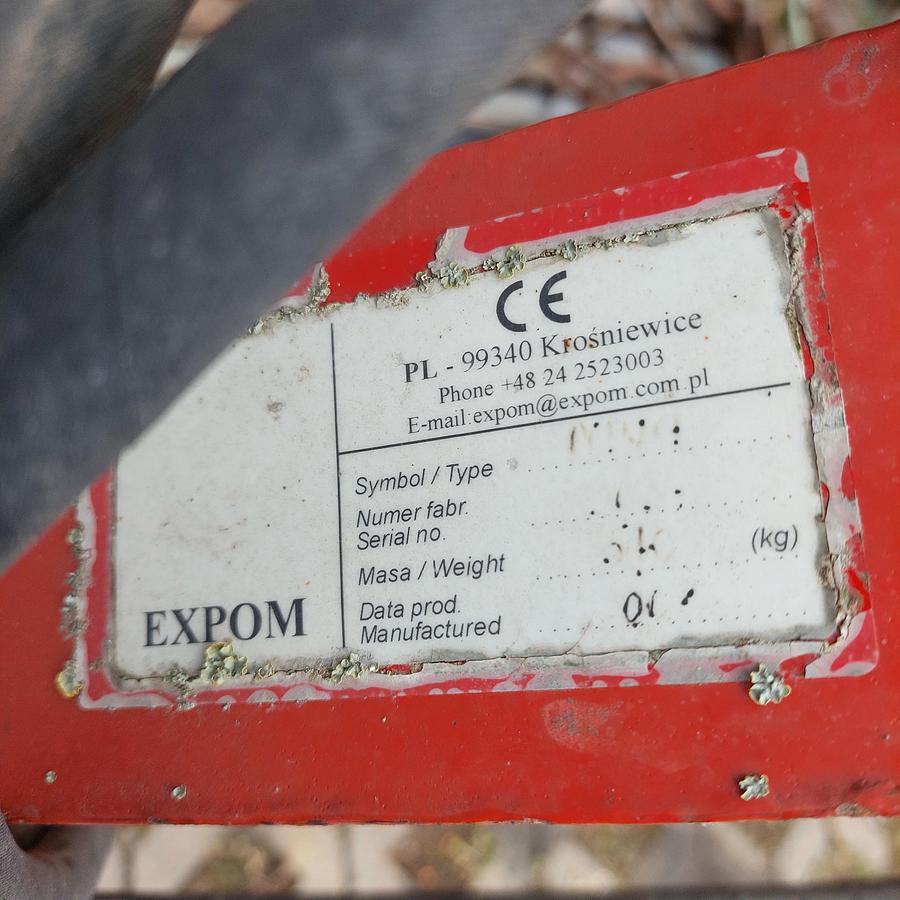 CE
PL - 99340 Krośniewice
Phone +48 24 2523003
E-mail:expom@expom.com.pl
Symbol / Type
Numer fabr.
Serial no.
Masa / Weight (kg)
Data prod.
Manufactured
EXPOM